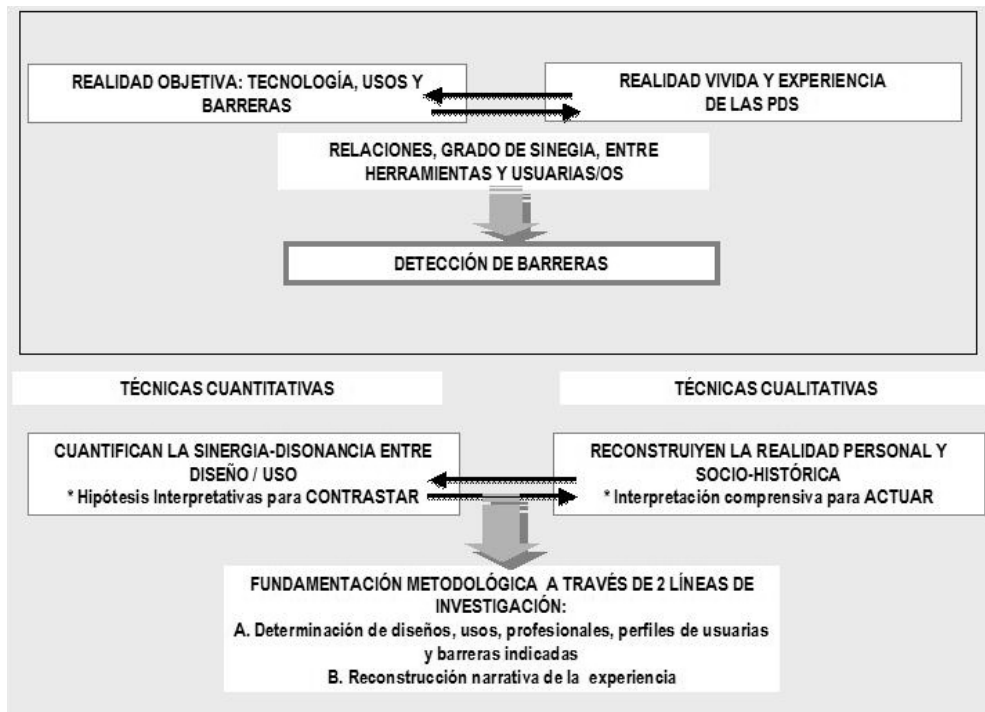 REALIDAD OBJETIVA: TECNOLOGÍA, USOS Y
BARRERAS
REALIDAD VIVIDA Y EXPERIENCIA
DE LAS PDS
RELACIONES, GRADO DE SINEGIA, ENTRE
HERRAMIENTAS Y USUARIAS/OS
DETECCIÓN DE BARRERAS
TÉCNICAS CUANTITATIVAS
TÉCNICAS CUALITATIVAS
CUANTIFICAN LA SINERGIA-DISONANCIA ENTRE
DISEÑO / USO
* Hipótesis Interpretativas para CONTRASTAR
RECONSTRUIYEN LA REALIDAD PERSONAL Y
SOCIO-HISTÓRICA
* Interpretación comprensiva para ACTUAR
FUNDAMENTACIÓN METODOLÓGICA A TRAVÉS DE 2 LÍNEAS DE
INVESTIGACIÓN:
A. Determinación de diseños, usos, profesionales, perfiles de usuarias
y barreras indicadas
B. Reconstrucción narrativa de la experiencia